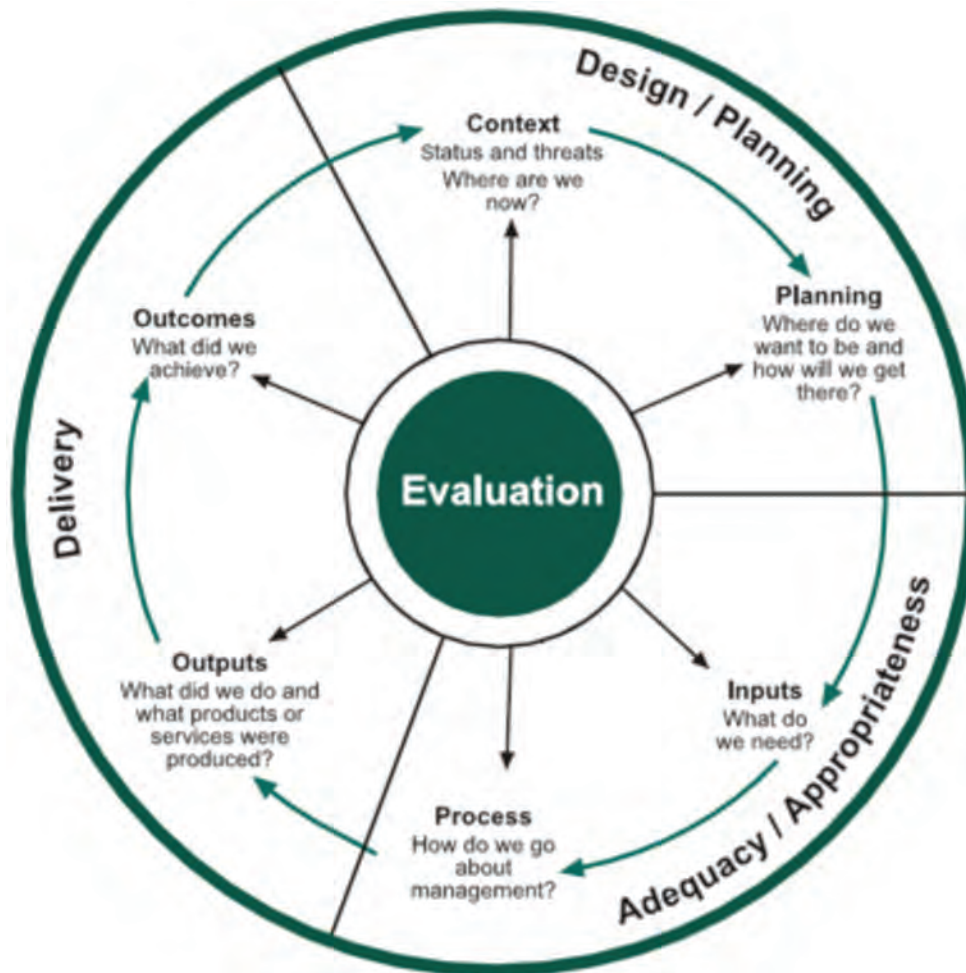 Design / Planning
Context
Status and threats
Where are we
now?
Planning
Where do we
want to be and
how will we get
there?
Outcomes
What did we
achieve?
Evaluation
Delivery
Outputs
What did we do and
what products or
services were
produced?
Inputs
What do
we need?
Process
How do we go
about
management?
Adequacy / Appropriateness